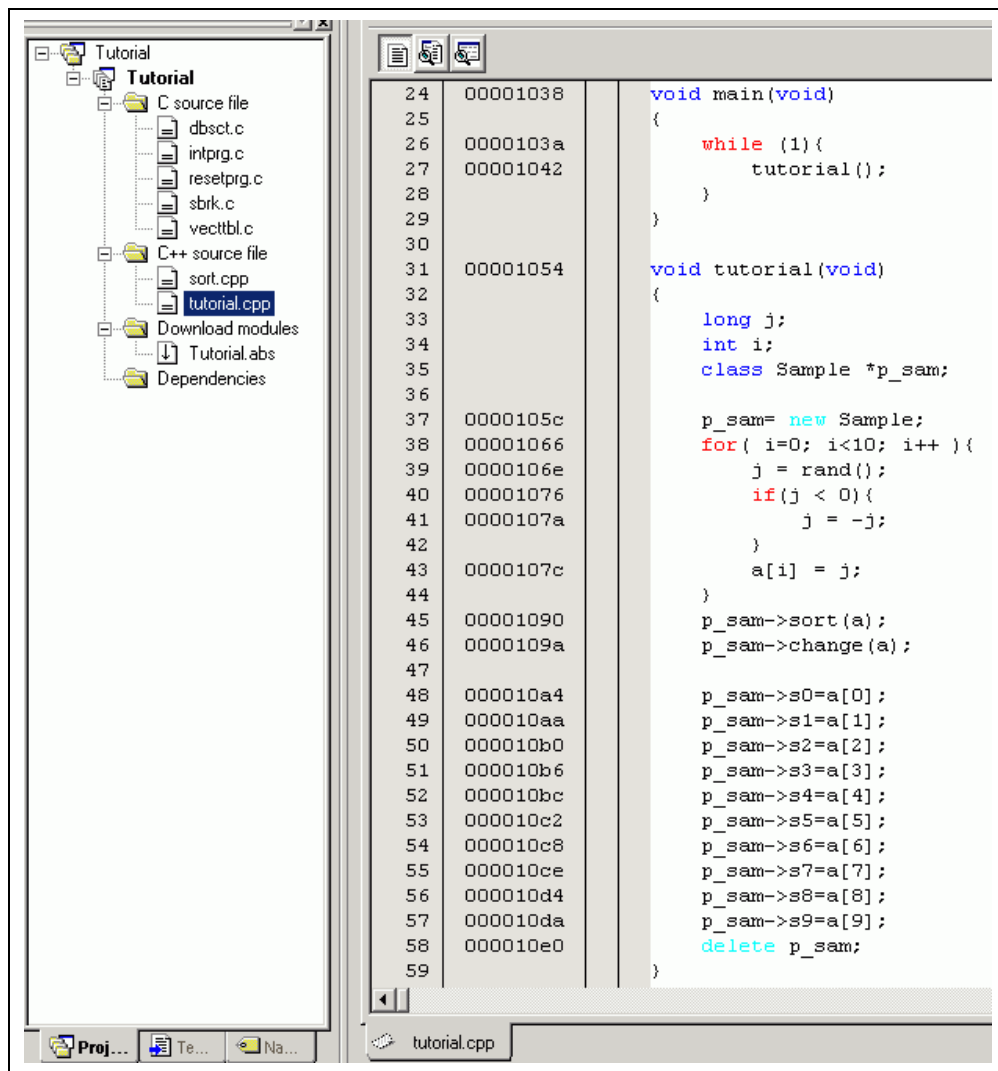 Tutorial
Tutorial
C source file
dbsct.c
intprg.c
resetprg.c
sbrk.c
vecttbl.c
C++ source file
sort.cpp
tutorial.cpp
Download modules
Tutorial.abs
Dependencies
Proj... Te... Na...
24 00001038 void main(void)
25 {
26 0000103a while (1){
27 00001042 tutorial();
28 }
29 }
30
31 00001054 void tutorial(void)
32 {
33 long j;
34 int i;
35 class Sample *p_sam;
36
37 0000105c p_sam= new Sample;
38 00001066 for( i=0; i<10; i++ ){
39 0000106e j = rand();
40 00001076 if(j < 0){
41 0000107a j = -j;
42 }
43 0000107c a[i] = j;
44 }
45 00001090 p_sam->sort(a);
46 0000109a p_sam->change(a);
47
48 000010a4 p_sam->s0=a[0];
49 000010aa p_sam->s1=a[1];
50 000010b0 p_sam->s2=a[2];
51 000010b6 p_sam->s3=a[3];
52 000010bc p_sam->s4=a[4];
53 000010c2 p_sam->s5=a[5];
54 000010c8 p_sam->s6=a[6];
55 000010ce p_sam->s7=a[7];
56 000010d4 p_sam->s8=a[8];
57 000010da p_sam->s9=a[9];
58 000010e0 delete p_sam;
59 }
tutorial.cpp